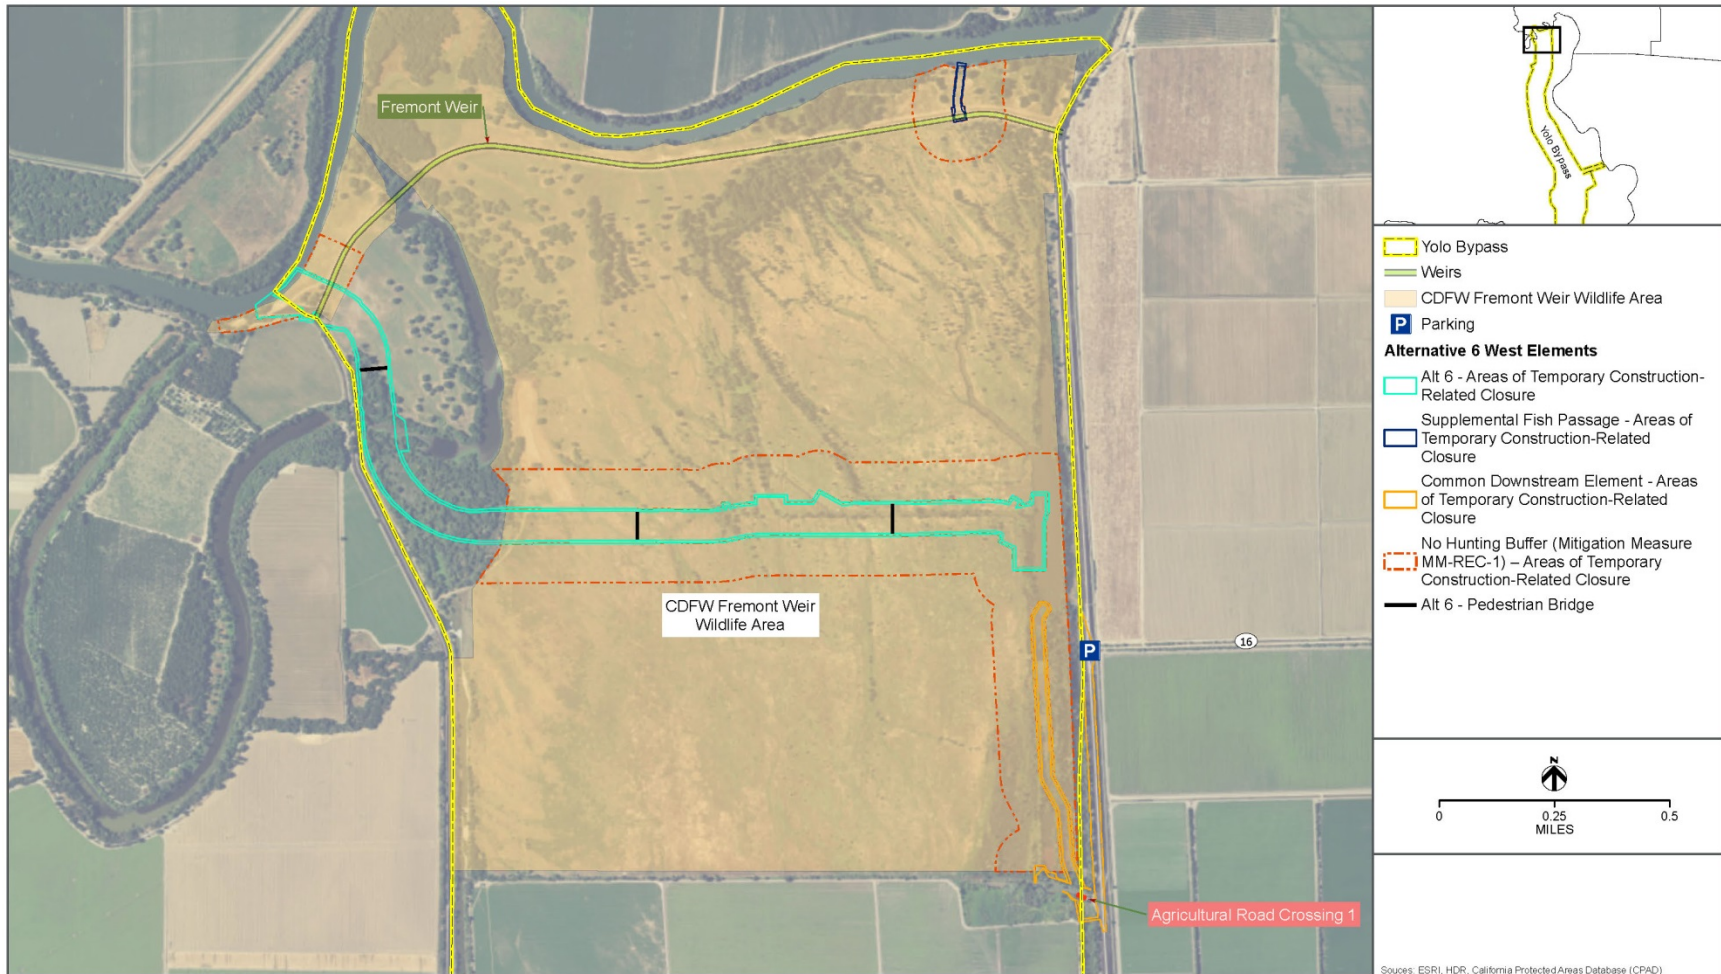 Fremont Weir
CDFW Fremont Weir
Wildlife Area
P
16
Agricultural Road Crossing 1
Yolo Bypass
Yolo Bypass
Weirs
CDFW Fremont Weir Wildlife Area
P Parking
Alternative 6 West Elements
Alt 6 - Areas of Temporary Construction-
Related Closure
Supplemental Fish Passage - Areas of
Temporary Construction-Related
Closure
Common Downstream Element - Areas
of Temporary Construction-Related
Closure
No Hunting Buffer (Mitigation Measure
MM-REC-1) – Areas of Temporary
Construction-Related Closure
Alt 6 - Pedestrian Bridge
N
0 0.25 0.5
MILES
Souces: ESRI, HDR, California Protected Areas Database (CPAD)